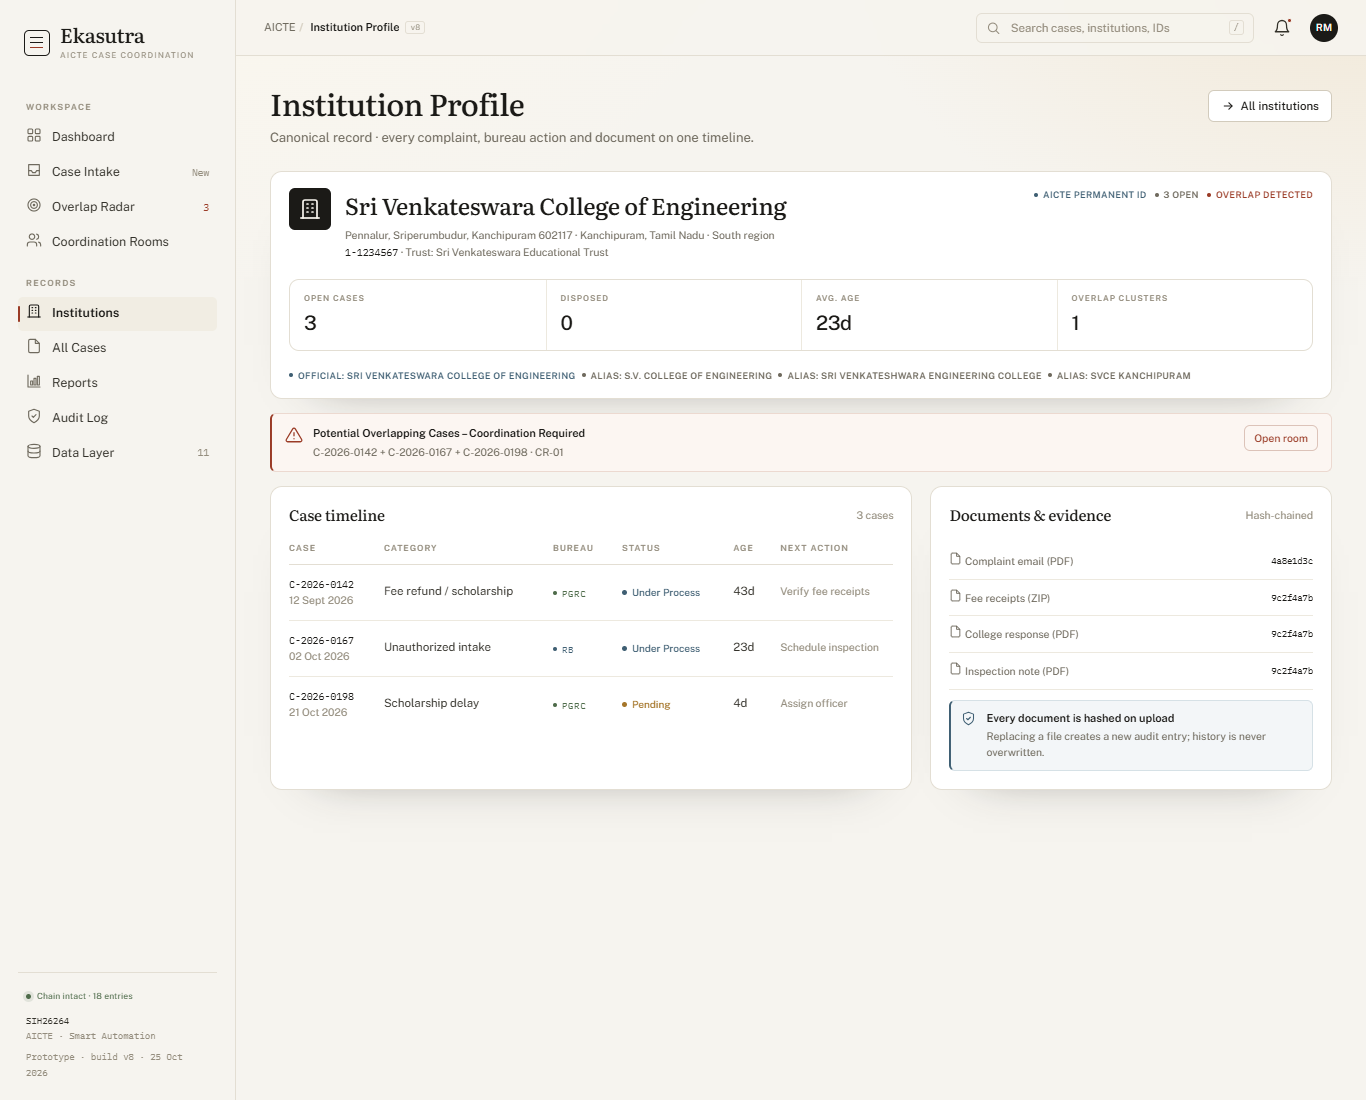 Ekasutra
AICTE CASE COORDINATION
WORKSPACE
Dashboard
Case Intake New
Overlap Radar 3
Coordination Rooms
RECORDS
Institutions
All Cases
Reports
Audit Log
Data Layer 11
Chain intact · 18 entries
SIH26264
AICTE · Smart Automation
Prototype · build v8 · 25 Oct
2026
AICTE / Institution Profile v8
Search cases, institutions, IDs /
RM
Institution Profile
Canonical record · every complaint, bureau action and document on one timeline.
All institutions
Sri Venkateswara College of Engineering
AICTE PERMANENT ID 3 OPEN OVERLAP DETECTED
Pennalur, Sriperumbudur, Kanchipuram 602117 · Kanchipuram, Tamil Nadu · South region
1-1234567 · Trust: Sri Venkateswara Educational Trust
OPEN CASES DISPOSED AVG. AGE OVERLAP CLUSTERS
3 0 23d 1
OFFICIAL: SRI VENKATESWARA COLLEGE OF ENGINEERING ALIAS: S.V. COLLEGE OF ENGINEERING ALIAS: SRI VENKATESHWARA ENGINEERING COLLEGE ALIAS: SVCE KANCHIPURAM
Potential Overlapping Cases – Coordination Required
C-2026-0142 + C-2026-0167 + C-2026-0198 · CR-01
Open room
Case timeline 3 cases
CASE CATEGORY BUREAU STATUS AGE NEXT ACTION
C-2026-0142
12 Sept 2026
Fee refund / scholarship PGRC Under Process 43d Verify fee receipts
C-2026-0167
02 Oct 2026
Unauthorized intake RB Under Process 23d Schedule inspection
C-2026-0198
21 Oct 2026
Scholarship delay PGRC Pending 4d Assign officer
Documents & evidence Hash-chained
Complaint email (PDF) 4a8e1d3c
Fee receipts (ZIP) 9c2f4a7b
College response (PDF) 9c2f4a7b
Inspection note (PDF) 9c2f4a7b
Every document is hashed on upload
Replacing a file creates a new audit entry; history is never
overwritten.